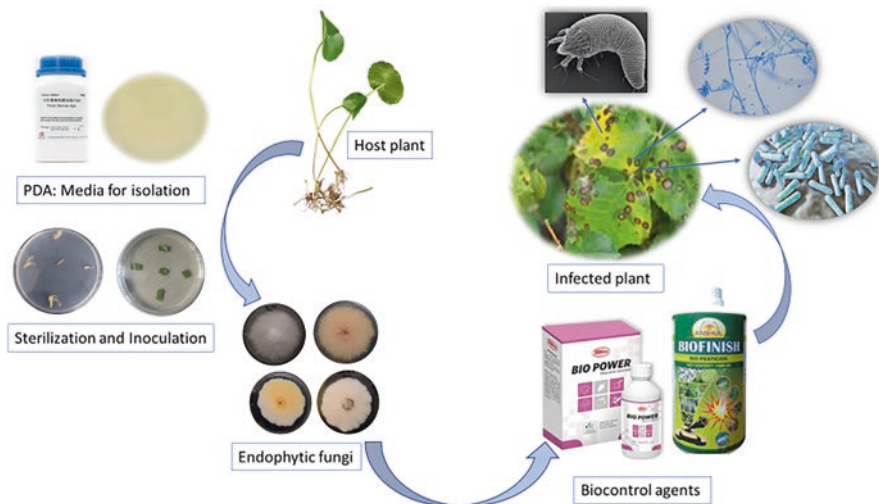 PDA: Media for isolation
Host plant
Sterilization and Inoculation
Endophytic fungi
Infected plant
BIO POWER
BIO POWER
ANSHUL
BIOFINISH
BIO-PESTICIDE
Biocontrol agents